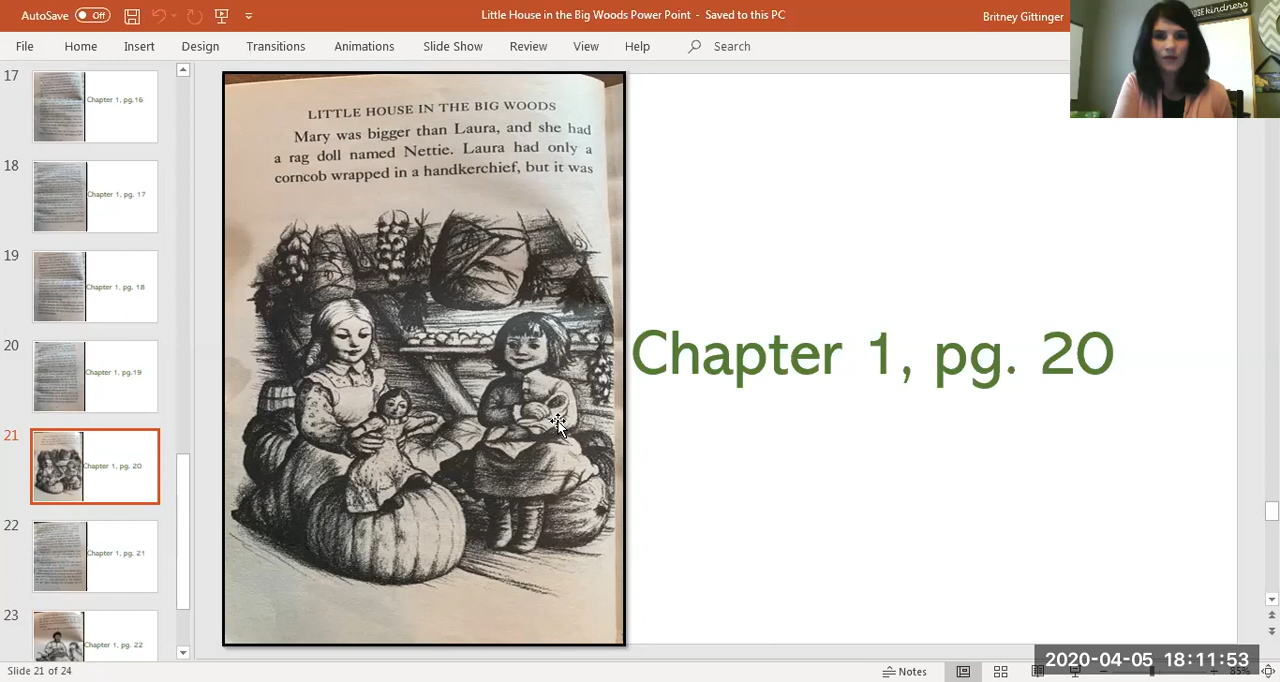 AutoSave Off
Little House in the Big Woods Power Point - Saved to this PC
Britney Gittinger
File Home Insert Design Transitions Animations Slide Show Review View Help Search
17
Chapter 1, pg.16
18
Chapter 1, pg. 17
19
Chapter 1, pg. 18
20
Chapter 1, pg.19
21
Chapter 1, pg. 20
22
Chapter 1, pg. 21
23
Chapter 1, pg. 22
LITTLE HOUSE IN THE BIG WOODS
Mary was bigger than Laura, and she had
a rag doll named Nettie. Laura had only a
corncob wrapped in a handkerchief, but it was
Chapter 1, pg. 20
kindness
Slide 21 of 24
Notes
2020-04-05 18:11:53